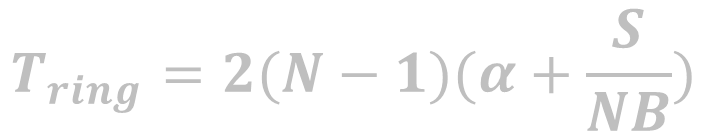 T_ring = 2(N − 1)(α + S/NB)